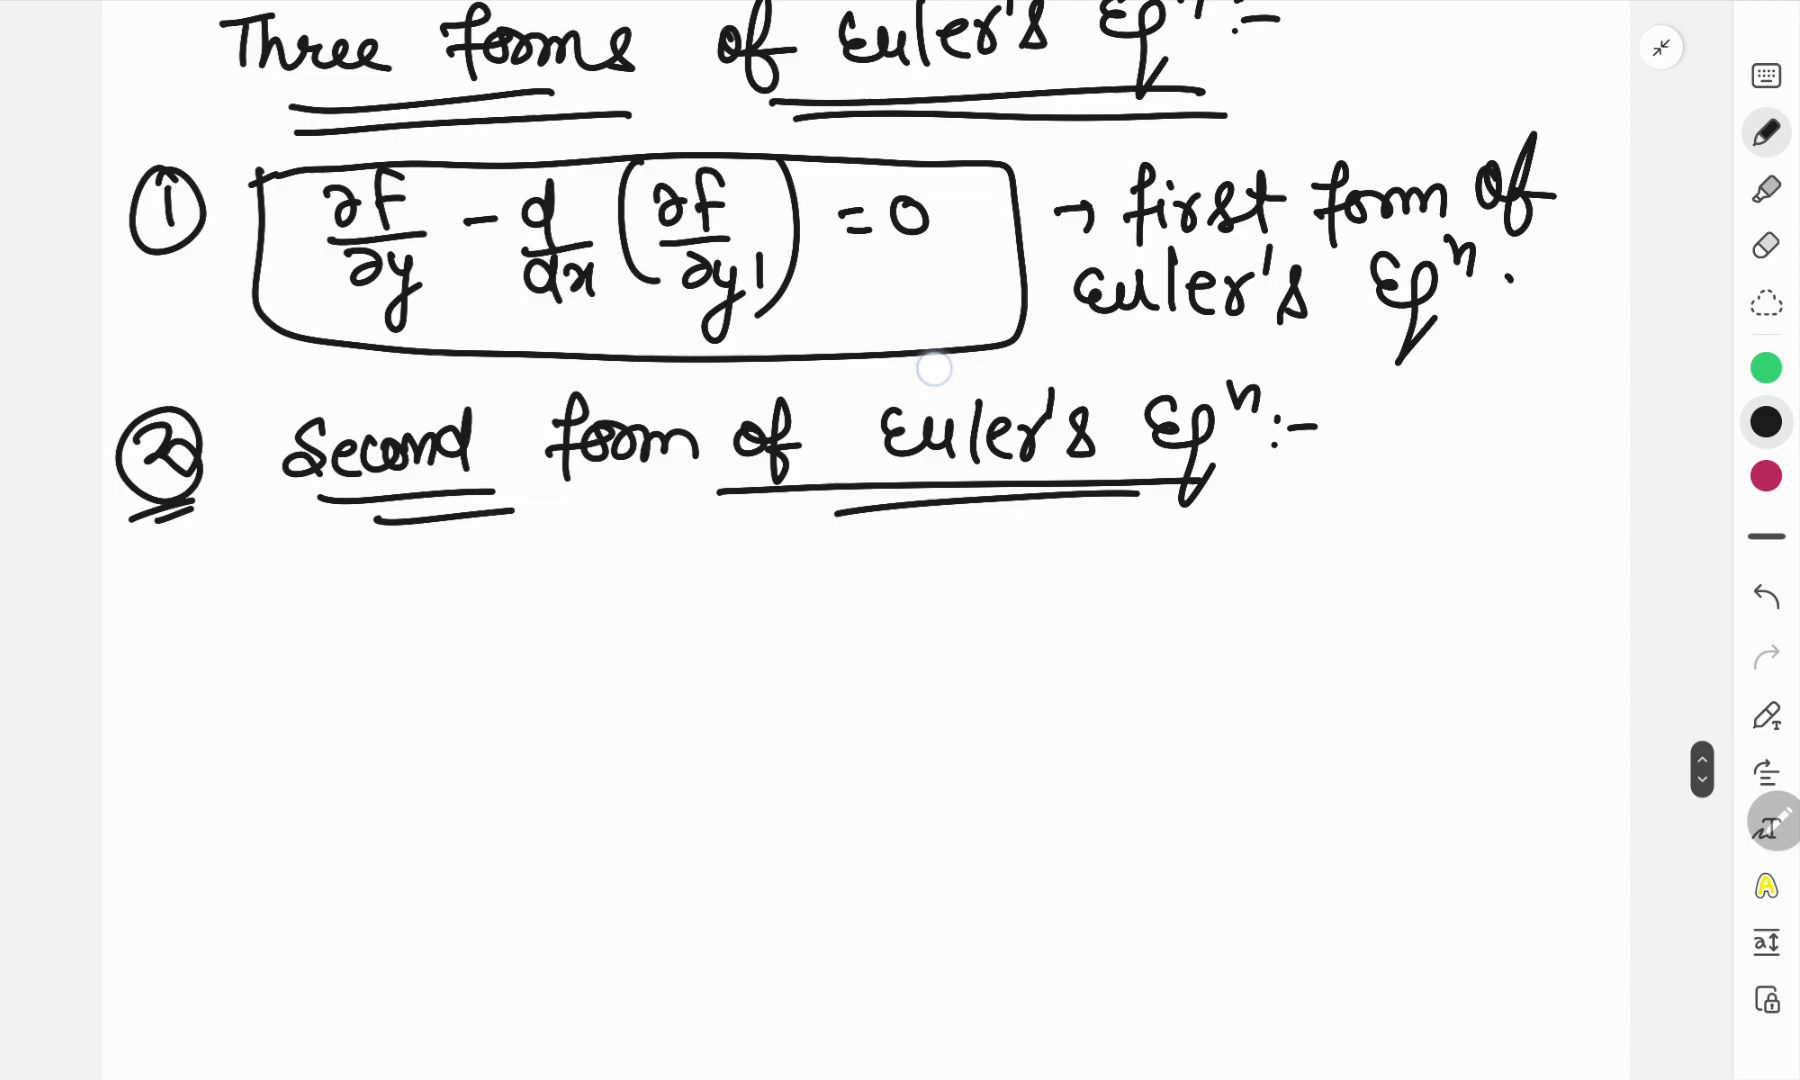 Three forms of Euler's Eqⁿ :-
① ∂F/∂y - d/dx (∂F/∂y') = 0 → first form of
Euler's Eqⁿ.
② Second form of Euler's Eqⁿ :-